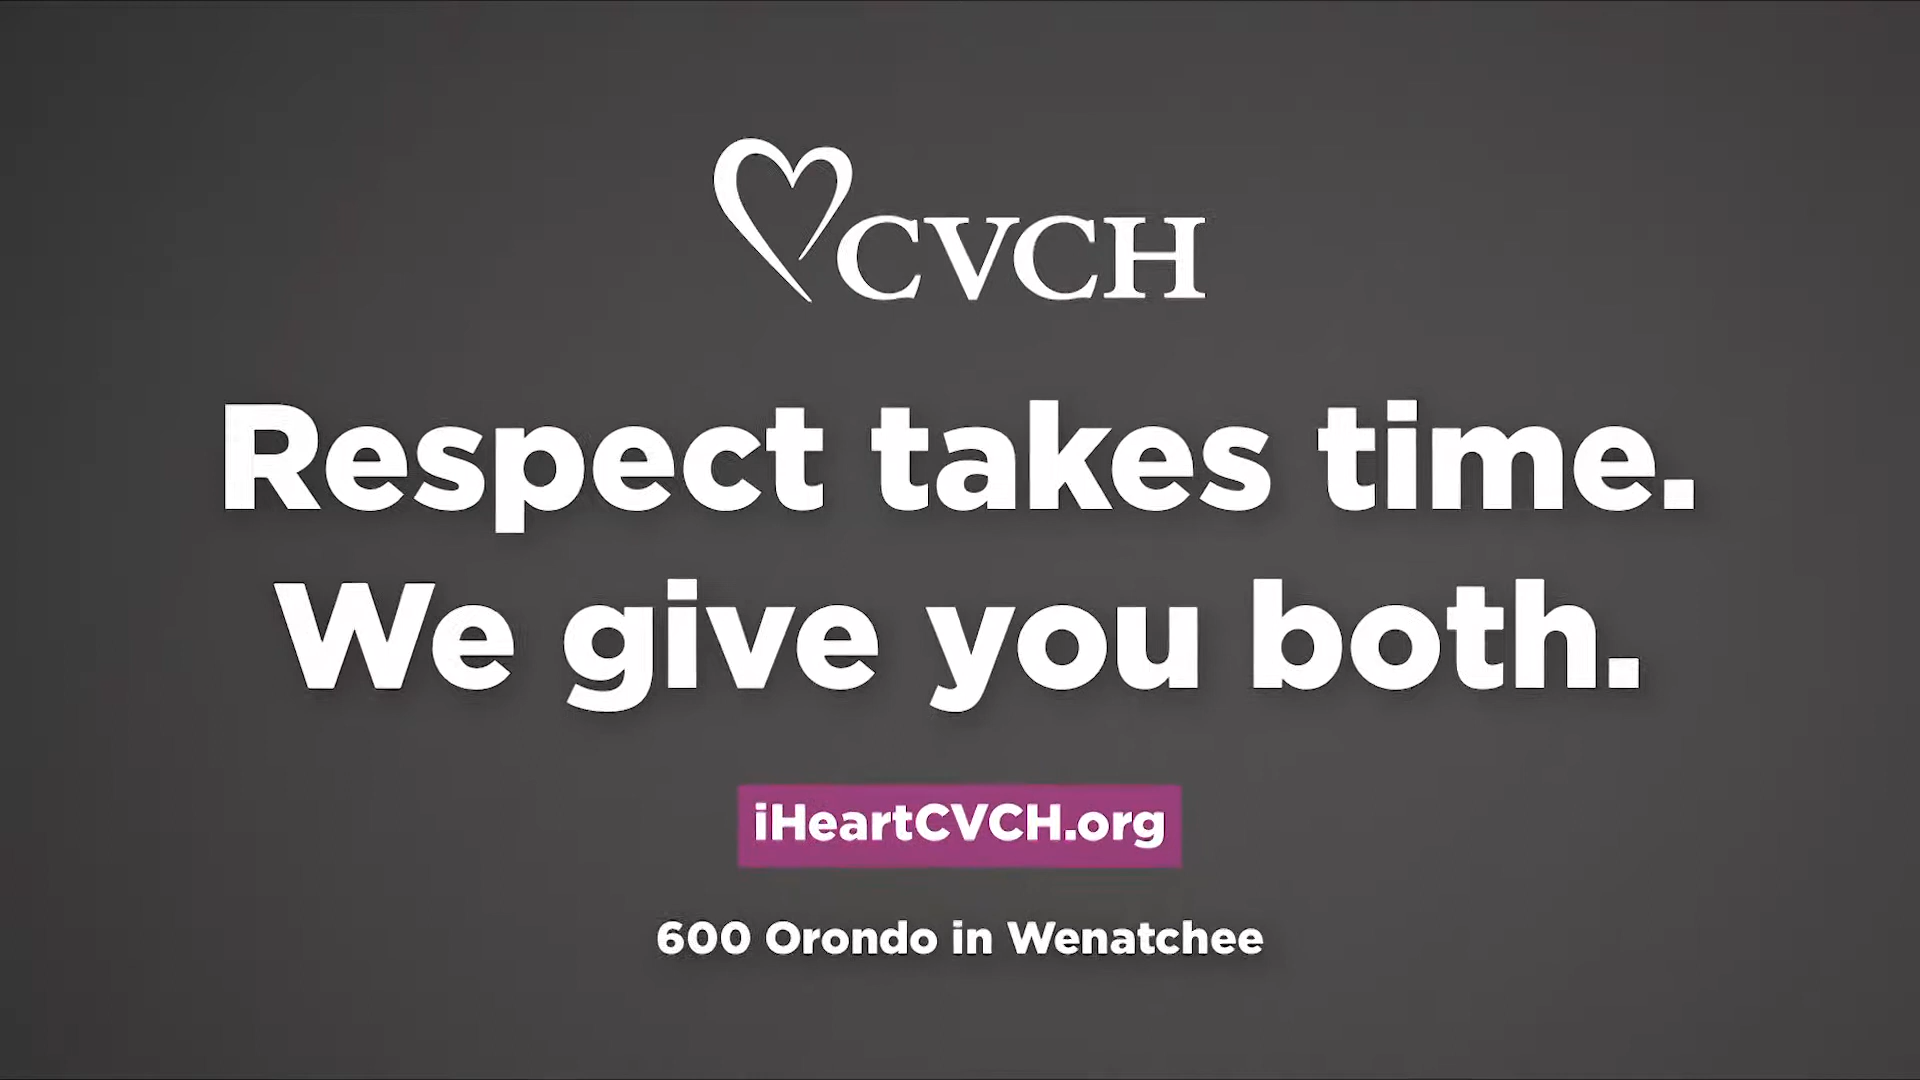 CVCH
Respect takes time.
We give you both.
iHeartCVCH.org
600 Orondo in Wenatchee